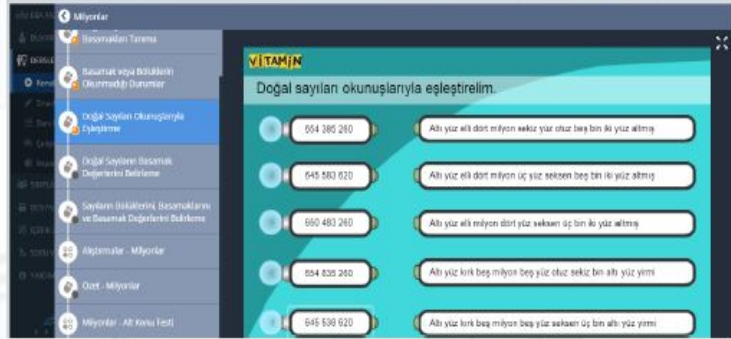 Milyonlar
Basamakları Tanıma
Basamak veya Bölüklerin
Okunmadığı Durumlar
Doğal Sayıları Okunuşlarıyla
Eşleştirme
Doğal Sayıların Basamak
Değerlerini Belirleme
Sayıların Bölüklerini, Basamaklarını
ve Basamak Değerlerini Belirleme
Alıştırmalar - Milyonlar
Özet - Milyonlar
Milyonlar - Alt Konu Testi
VİTAMİN
Doğal sayıları okunuşlarıyla eşleştirelim.
654 385 260
Altı yüz elli dört milyon sekiz yüz otuz beş bin iki yüz altmış
645 583 620
Altı yüz elli dört milyon üç yüz seksen beş bin iki yüz altmış
650 483 260
Altı yüz elli milyon dört yüz seksen üç bin iki yüz altmış
654 835 260
Altı yüz kırk beş milyon beş yüz otuz sekiz bin altı yüz yirmi
645 538 620
Altı yüz kırk beş milyon beş yüz seksen üç bin altı yüz yirmi